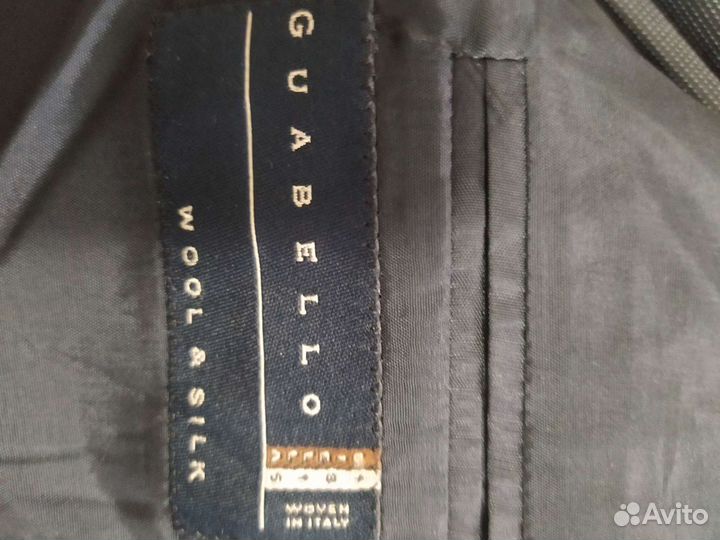 GUABELLO
WOOL & SILK
WOVEN
IN ITALY
Avito